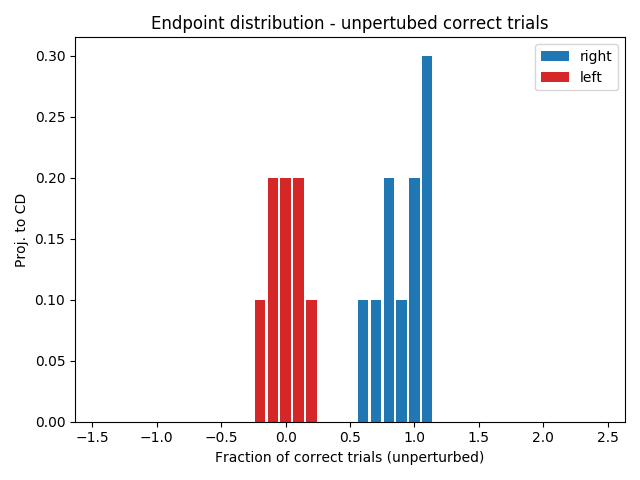 Endpoint distribution - unpertubed correct trials
right
left
0.30
0.25
0.20
0.15
0.10
0.05
0.00
Proj. to CD
−1.5 −1.0 −0.5 0.0 0.5 1.0 1.5 2.0 2.5
Fraction of correct trials (unperturbed)